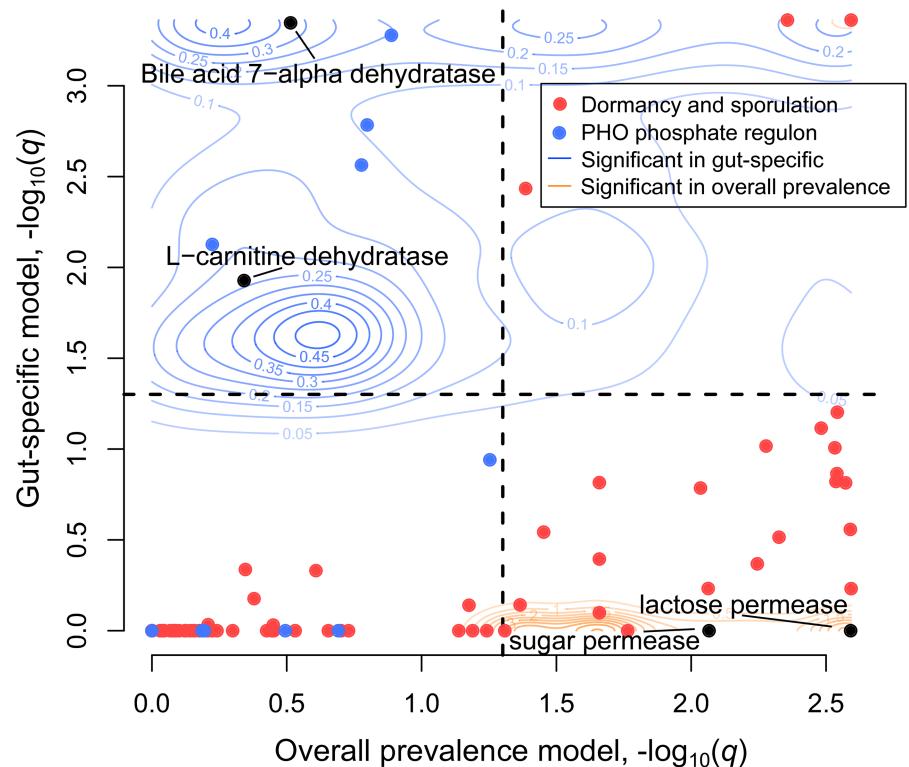 0.4
0.3
0.25
0.25
0.2
0.2
0.15
0.1
0.1
Bile acid 7−alpha dehydratase
Dormancy and sporulation
PHO phosphate regulon
Significant in gut-specific
Significant in overall prevalence
L−carnitine dehydratase
0.25
0.4
0.45
0.35
0.3
0.2
0.15
0.05
0.1
0.05
lactose permease
sugar permease
0.0
0.5
1.0
1.5
2.0
2.5
3.0
Gut-specific model, -log10(q)
0.0 0.5 1.0 1.5 2.0 2.5
Overall prevalence model, -log10(q)